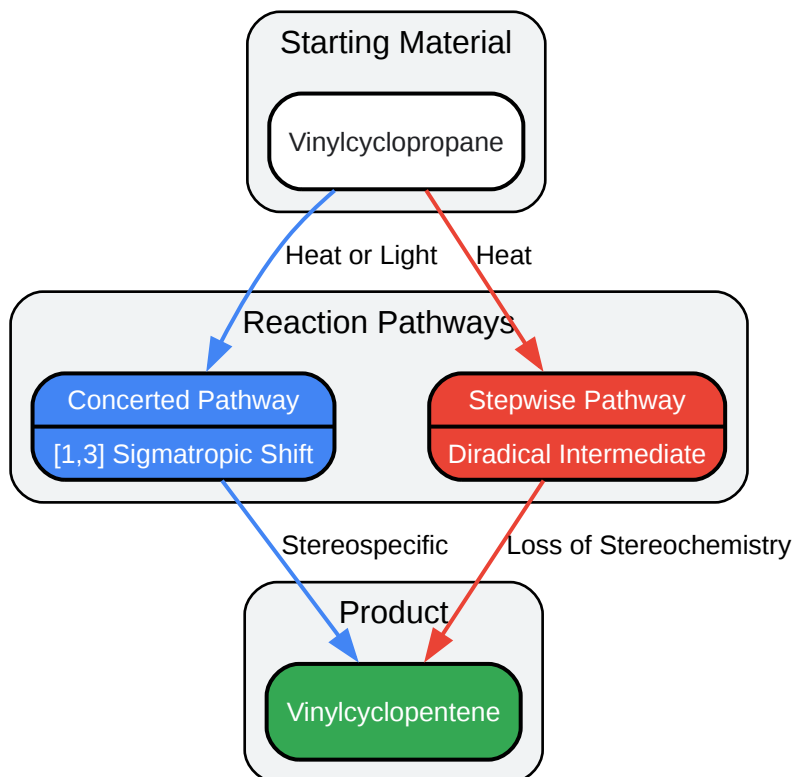 Starting Material
Vinylcyclopropane
Heat or Light
Heat
Reaction Pathways
Concerted Pathway
[1,3] Sigmatropic Shift
Stepwise Pathway
Diradical Intermediate
Stereospecific
Loss of Stereochemistry
Product
Vinylcyclopentene